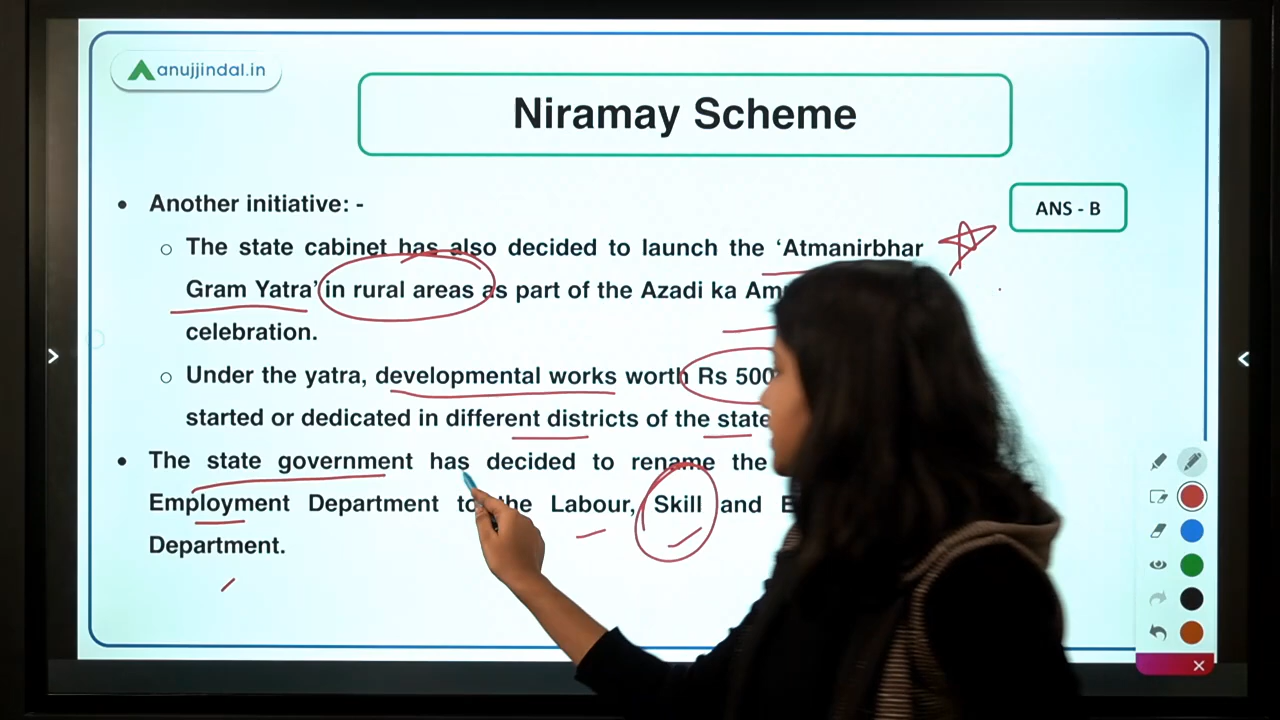 anujjindal.in
Niramay Scheme
ANS - B
• Another initiative: -
o The state cabinet has also decided to launch the ‘Atmanirbhar
Gram Yatra’ in rural areas as part of the Azadi ka
celebration.
o Under the yatra, developmental works worth Rs 500
started or dedicated in different districts of the state
• The state government has decided to rename the
Employment Department to the Labour, Skill and
Department.